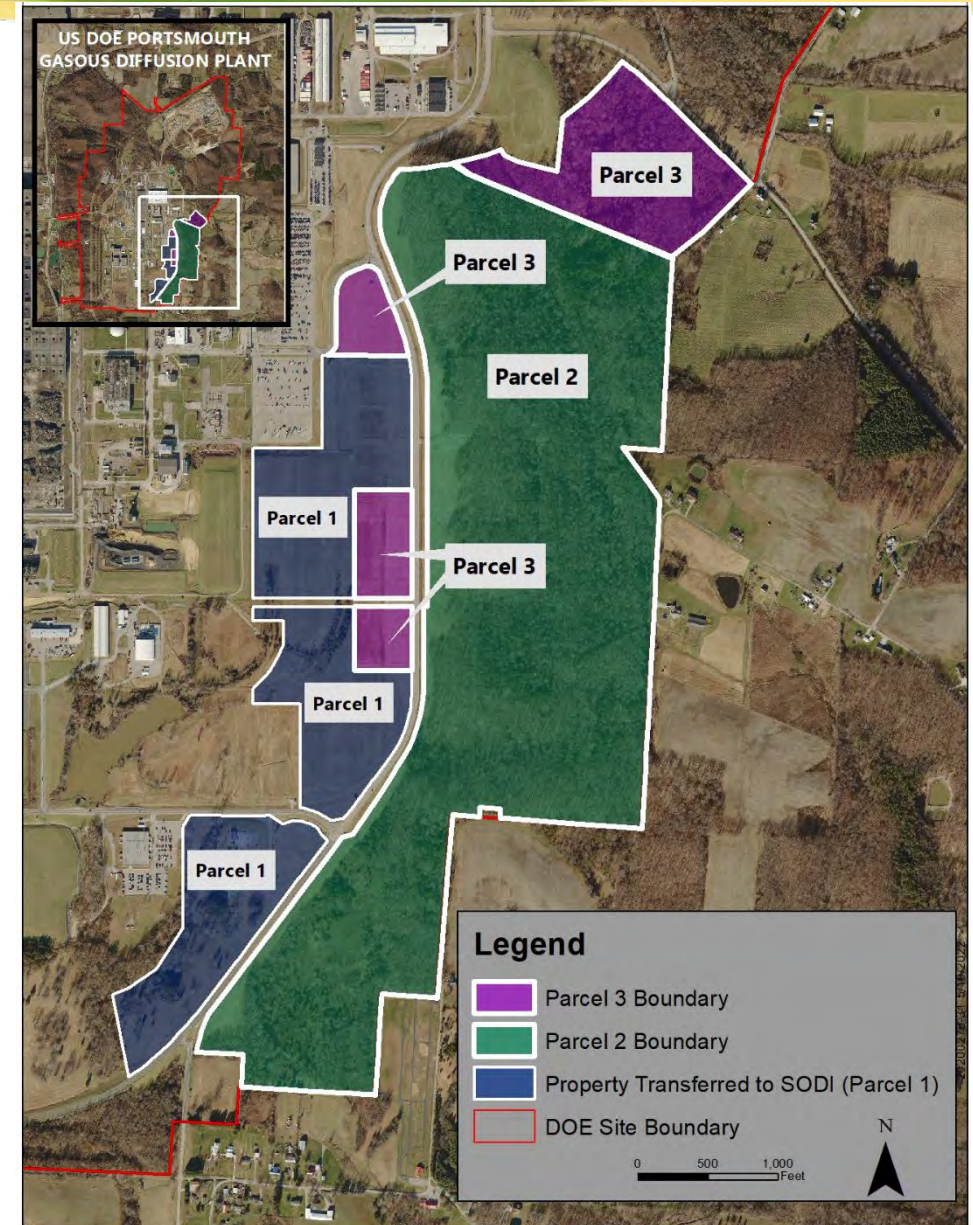 US DOE PORTSMOUTH
GASOUS DIFFUSION PLANT
Parcel 3
Parcel 3
Parcel 2
Parcel 1
Parcel 3
Parcel 1
Parcel 1
Legend
Parcel 3 Boundary
Parcel 2 Boundary
Property Transferred to SODI (Parcel 1)
DOE Site Boundary
N
0 500 1,000
Feet